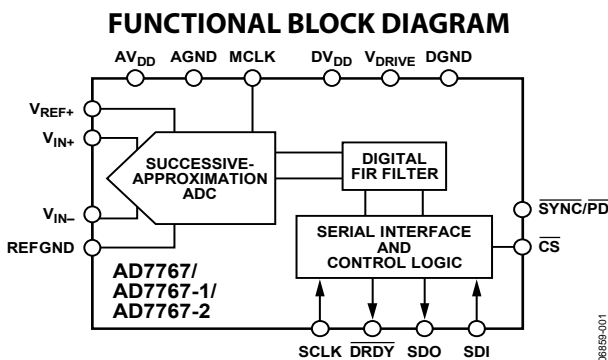 FUNCTIONAL BLOCK DIAGRAM
AVDD AGND MCLK DVDD VDRIVE DGND
VREF+
VIN+
SUCCESSIVE-
APPROXIMATION
ADC
DIGITAL
FIR FILTER
VIN–
REFGND
SERIAL INTERFACE
AND
CONTROL LOGIC
SYNC/PD
CS
AD7767/
AD7767-1/
AD7767-2
SCLK DRDY SDO SDI
06859-001